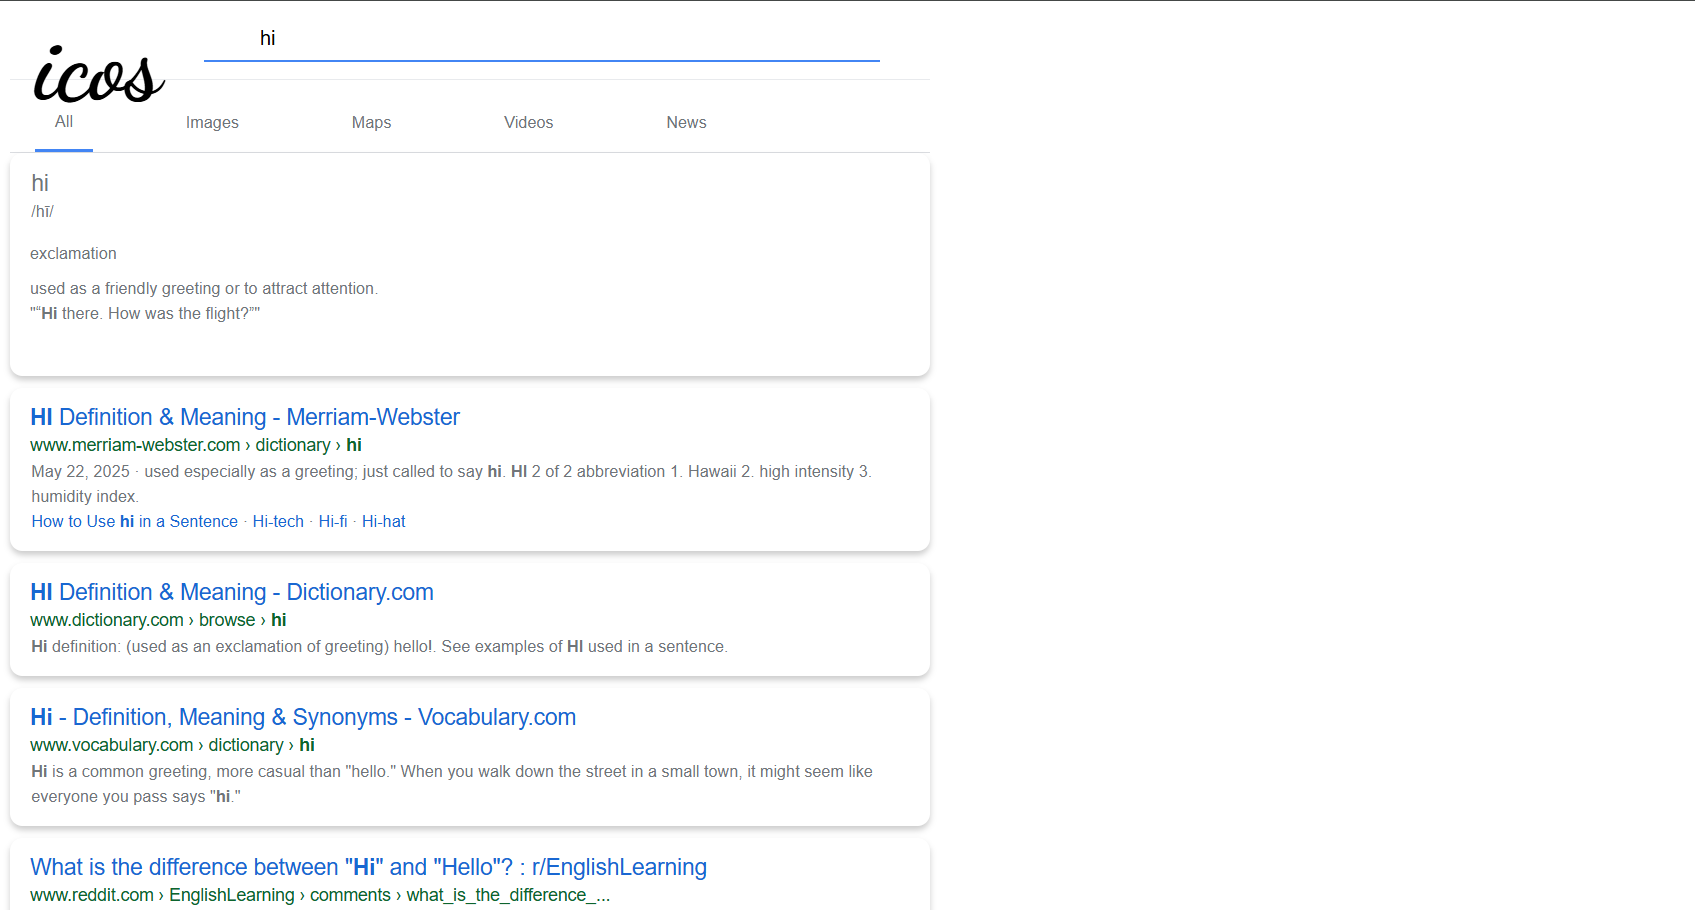 hi
icos
All Images Maps Videos News
hi
/hī/
exclamation
used as a friendly greeting or to attract attention.
"“Hi there. How was the flight?”"
HI Definition & Meaning - Merriam-Webster
www.merriam-webster.com › dictionary › hi
May 22, 2025 · used especially as a greeting; just called to say hi. HI 2 of 2 abbreviation 1. Hawaii 2. high intensity 3.
humidity index.
How to Use hi in a Sentence · Hi-tech · Hi-fi · Hi-hat
HI Definition & Meaning - Dictionary.com
www.dictionary.com › browse › hi
Hi definition: (used as an exclamation of greeting) hello!. See examples of HI used in a sentence.
Hi - Definition, Meaning & Synonyms - Vocabulary.com
www.vocabulary.com › dictionary › hi
Hi is a common greeting, more casual than "hello." When you walk down the street in a small town, it might seem like
everyone you pass says "hi."
What is the difference between "Hi" and "Hello"? : r/EnglishLearning
www.reddit.com › EnglishLearning › comments › what_is_the_difference_...